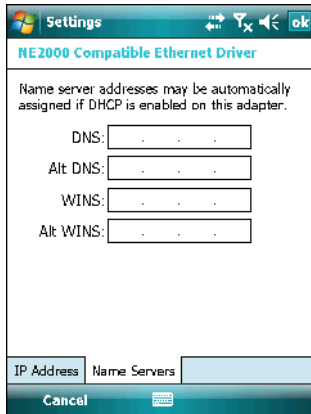 Settings
ok
NE2000 Compatible Ethernet Driver
Name server addresses may be automatically
assigned if DHCP is enabled on this adapter.
DNS: . . .
Alt DNS: . . .
WINS: . . .
Alt WINS: . . .
IP Address Name Servers
Cancel